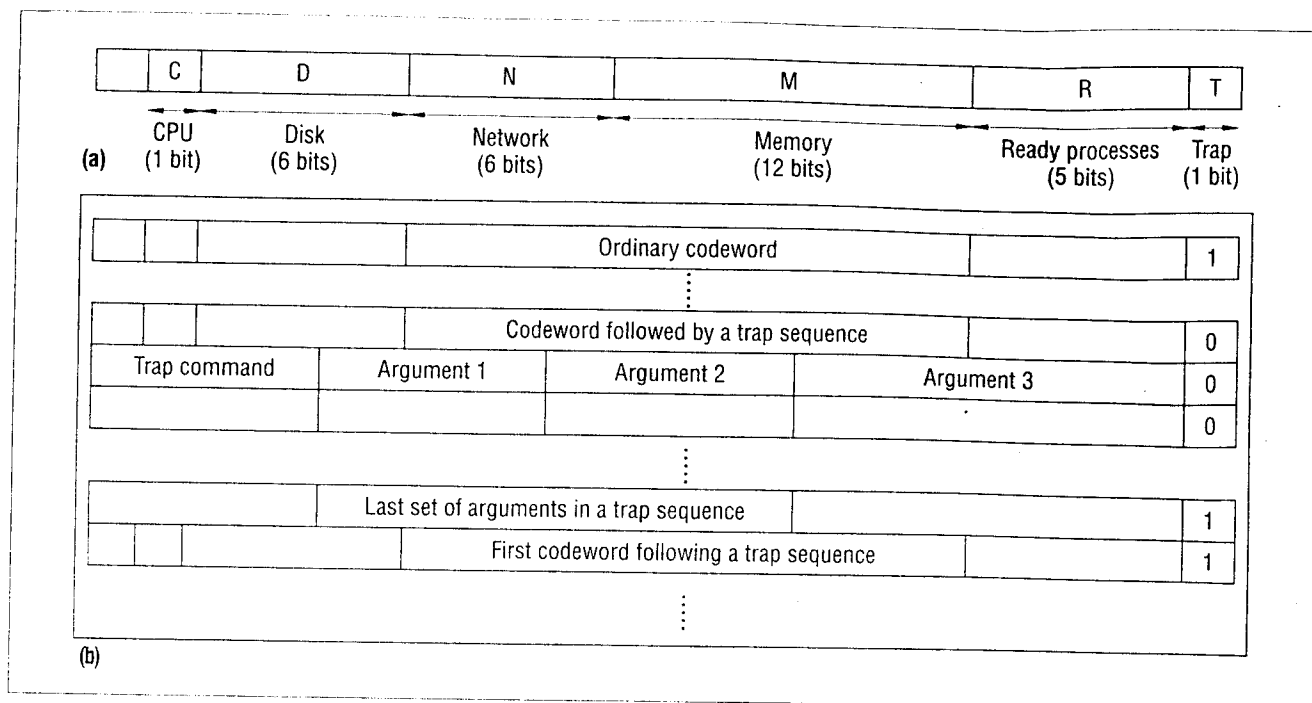 C D N M R T
CPU Disk Network Memory Ready processes Trap
(a) (1 bit) (6 bits) (6 bits) (12 bits) (5 bits) (1 bit)
Ordinary codeword 1
Codeword followed by a trap sequence 0
Trap command Argument 1 Argument 2 Argument 3 0
0
Last set of arguments in a trap sequence 1
First codeword following a trap sequence 1
(b)